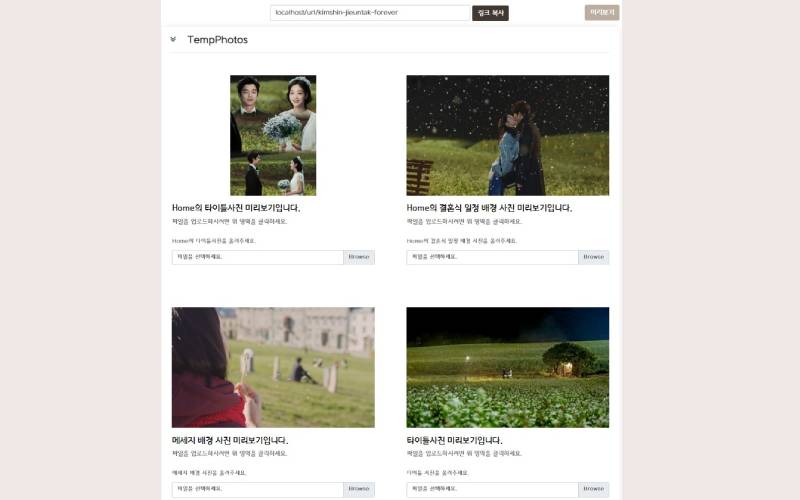 localhost/url/kimshin-jieuntak-forever
링크 복사
미리보기
TempPhotos
Home의 타이틀사진 미리보기입니다.
파일을 업로드하시려면 위 영역을 클릭하세요.
Home의 타이틀사진을 올려주세요.
파일을 선택하세요.
Browse
Home의 결혼식 일정 배경 사진 미리보기입니다.
파일을 업로드하시려면 위 영역을 클릭하세요.
Home의 결혼식 일정 배경 사진을 올려주세요.
파일을 선택하세요.
Browse
메세지 배경 사진 미리보기입니다.
파일을 업로드하시려면 위 영역을 클릭하세요.
메세지 배경 사진을 올려주세요.
파일을 선택하세요.
Browse
타이틀사진 미리보기입니다.
파일을 업로드하시려면 위 영역을 클릭하세요.
타이틀 사진을 올려주세요.
파일을 선택하세요.
Browse